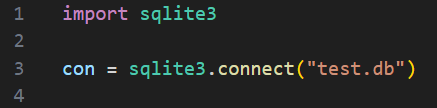 1 import sqlite3
2
3 con = sqlite3.connect("test.db")
4